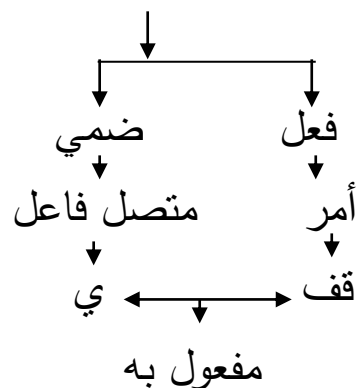 فعل ضمي
أمر متصل فاعل
قف ي
مفعول به